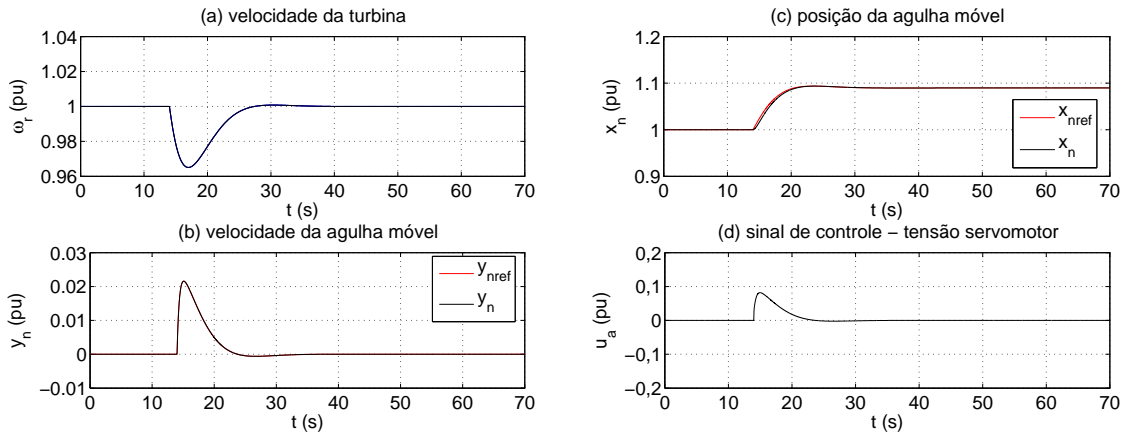 (a) velocidade da turbina
1.04
1.02
1
0.98
0.96
ω_r (pu)
0 10 20 30 40 50 60 70
t (s)
(c) posição da agulha móvel
1.2
1.1
1
0.9
x_n (pu)
x_nref
x_n
0 10 20 30 40 50 60 70
t (s)
(b) velocidade da agulha móvel
0.03
0.02
0.01
0
−0.01
y_n (pu)
y_nref
y_n
0 10 20 30 40 50 60 70
t (s)
(d) sinal de controle − tensão servomotor
0,2
0,1
0
−0,1
−0,2
u_a (pu)
0 10 20 30 40 50 60 70
t (s)